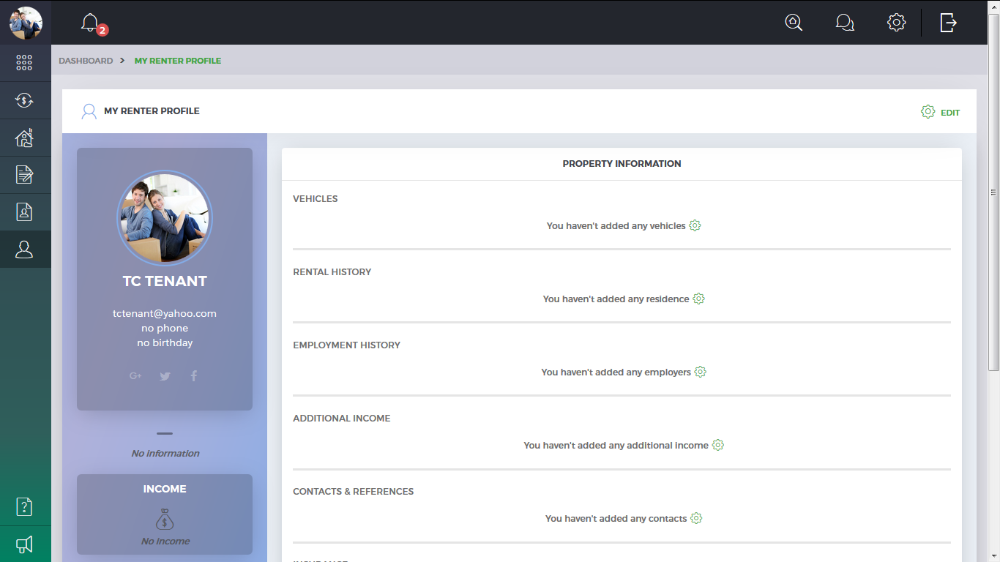 2
DASHBOARD > MY RENTER PROFILE
MY RENTER PROFILE
EDIT
TC TENANT
tctenant@yahoo.com
no phone
no birthday
G+
No information
INCOME
No income
PROPERTY INFORMATION
VEHICLES
You haven't added any vehicles
RENTAL HISTORY
You haven't added any residence
EMPLOYMENT HISTORY
You haven't added any employers
ADDITIONAL INCOME
You haven't added any additional income
CONTACTS & REFERENCES
You haven't added any contacts